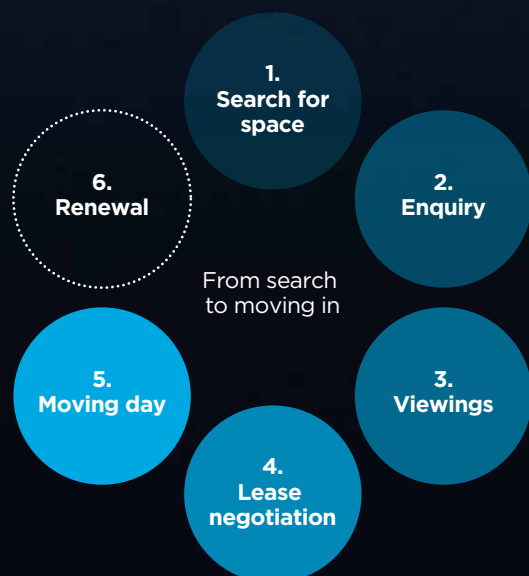 1.
Search for
space
2.
Enquiry
3.
Viewings
4.
Lease
negotiation
5.
Moving day
6.
Renewal
From search
to moving in